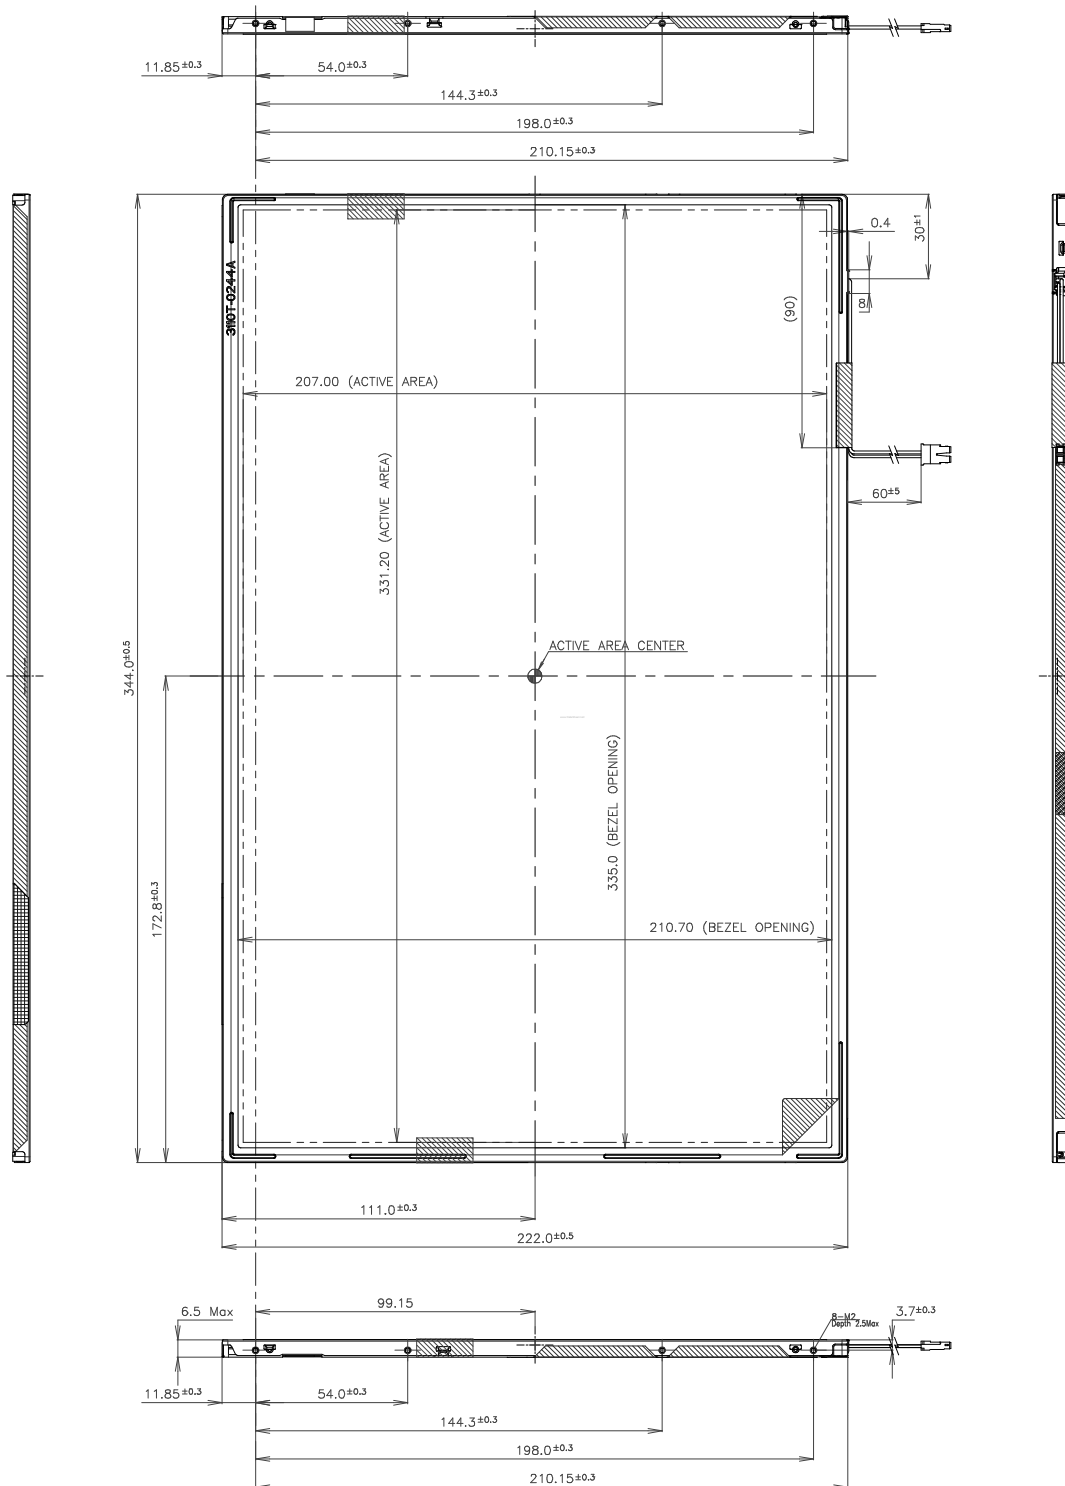 11.85±0.3
54.0±0.3
144.3±0.3
198.0±0.3
210.15±0.3
0.4
30±1
(90)
8
3110T-0244A
207.00 (ACTIVE AREA)
331.20 (ACTIVE AREA)
60±5
ACTIVE AREA CENTER
344.0±0.5
172.8±0.3
335.0 (BEZEL OPENING)
210.70 (BEZEL OPENING)
111.0±0.3
222.0±0.5
6.5 Max
99.15
8-M2
Depth 2.5Max
3.7±0.3
11.85±0.3
54.0±0.3
144.3±0.3
198.0±0.3
210.15±0.3